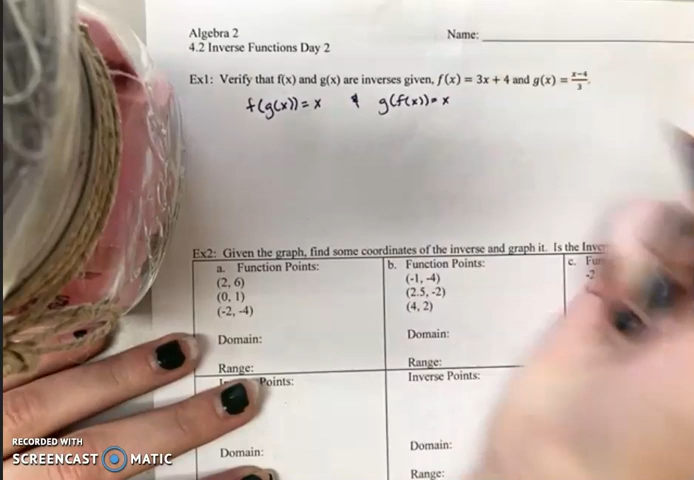 Algebra 2
Name:
4.2 Inverse Functions Day 2
Ex1: Verify that f(x) and g(x) are inverses given, f(x) = 3x + 4 and g(x) = x−4/3.
f(g(x)) = x & g(f(x)) = x
Ex2: Given the graph, find some coordinates of the inverse and graph it. Is the
a. Function Points:
(2, 6)
(0, 1)
(-2, -4)
Domain:
Range:
Points:
Domain:
b. Function Points:
(-1, -4)
(2.5, -2)
(4, 2)
Domain:
Range:
Inverse Points:
Domain:
Range:
c.
RECORDED WITH
SCREENCAST MATIC